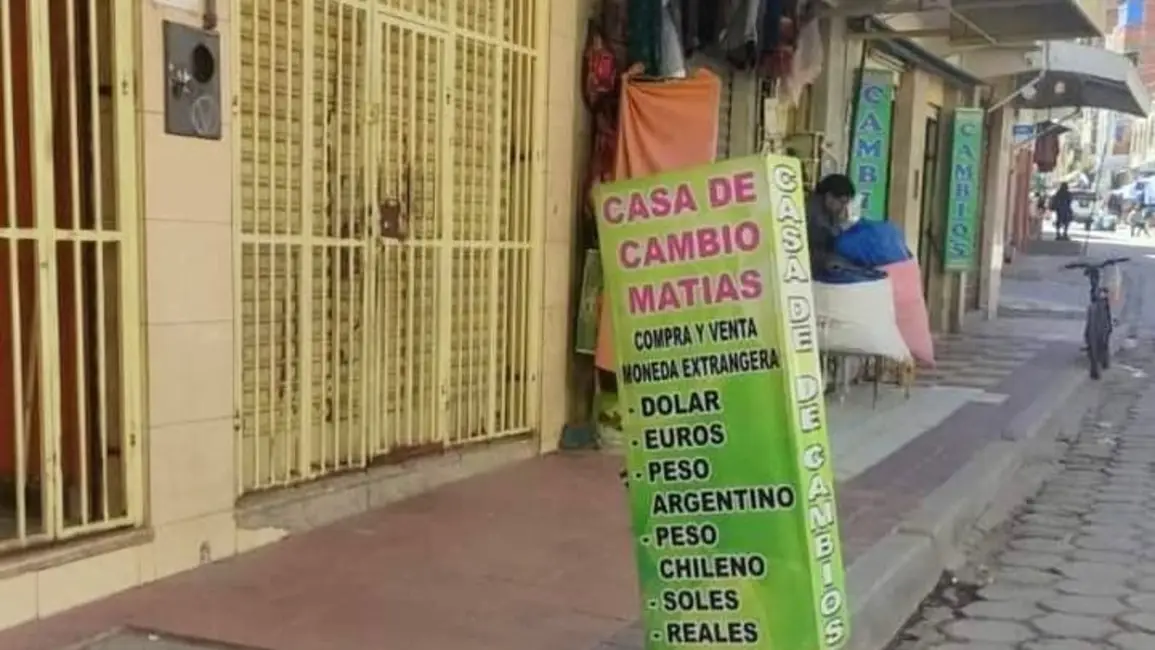 CASA DE
CAMBIO
MATIAS
COMPRA Y VENTA
MONEDA EXTRANGERA
- DOLAR
- EUROS
- PESO
ARGENTINO
- PESO
CHILENO
- SOLES
- REALES
CASA DE CAMBIOS
CAMBI
CAMBIOS